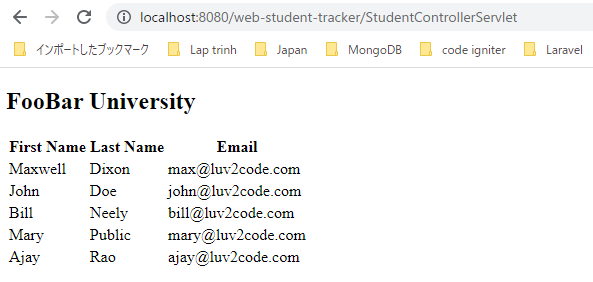 localhost:8080/web-student-tracker/StudentControllerServlet
インポートしたブックマーク Lap trinh Japan MongoDB code igniter Laravel
FooBar University
First Name Last Name Email
Maxwell Dixon max@luv2code.com
John Doe john@luv2code.com
Bill Neely bill@luv2code.com
Mary Public mary@luv2code.com
Ajay Rao ajay@luv2code.com